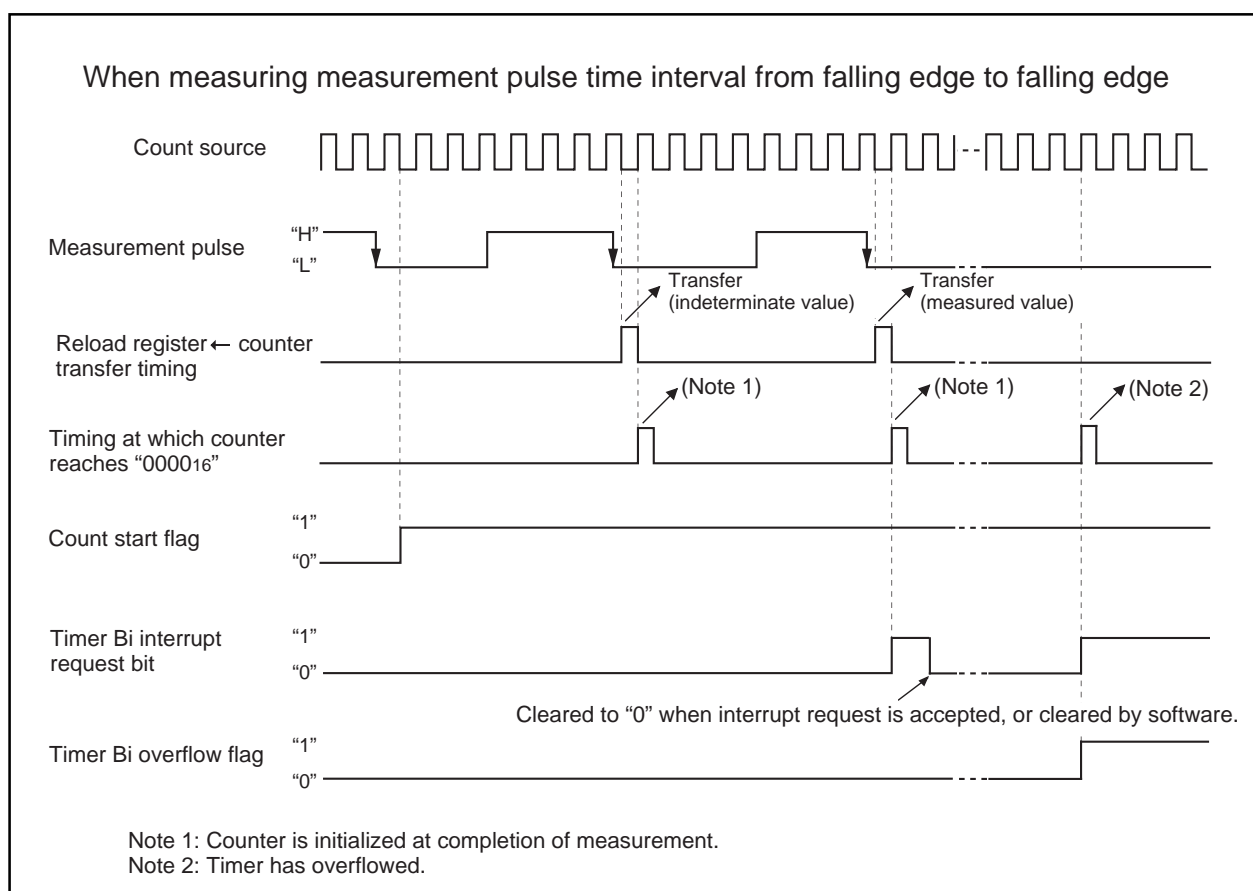 When measuring measurement pulse time interval from falling edge to falling edge
Count source
Measurement pulse
“H”
“L”
Transfer
(indeterminate value)
Transfer
(measured value)
Reload register ← counter
transfer timing
(Note 1)
(Note 1)
(Note 2)
Timing at which counter
reaches “000016”
Count start flag
“1”
“0”
Timer Bi interrupt
request bit
“1”
“0”
Cleared to “0” when interrupt request is accepted, or cleared by software.
Timer Bi overflow flag
“1”
“0”
Note 1: Counter is initialized at completion of measurement.
Note 2: Timer has overflowed.